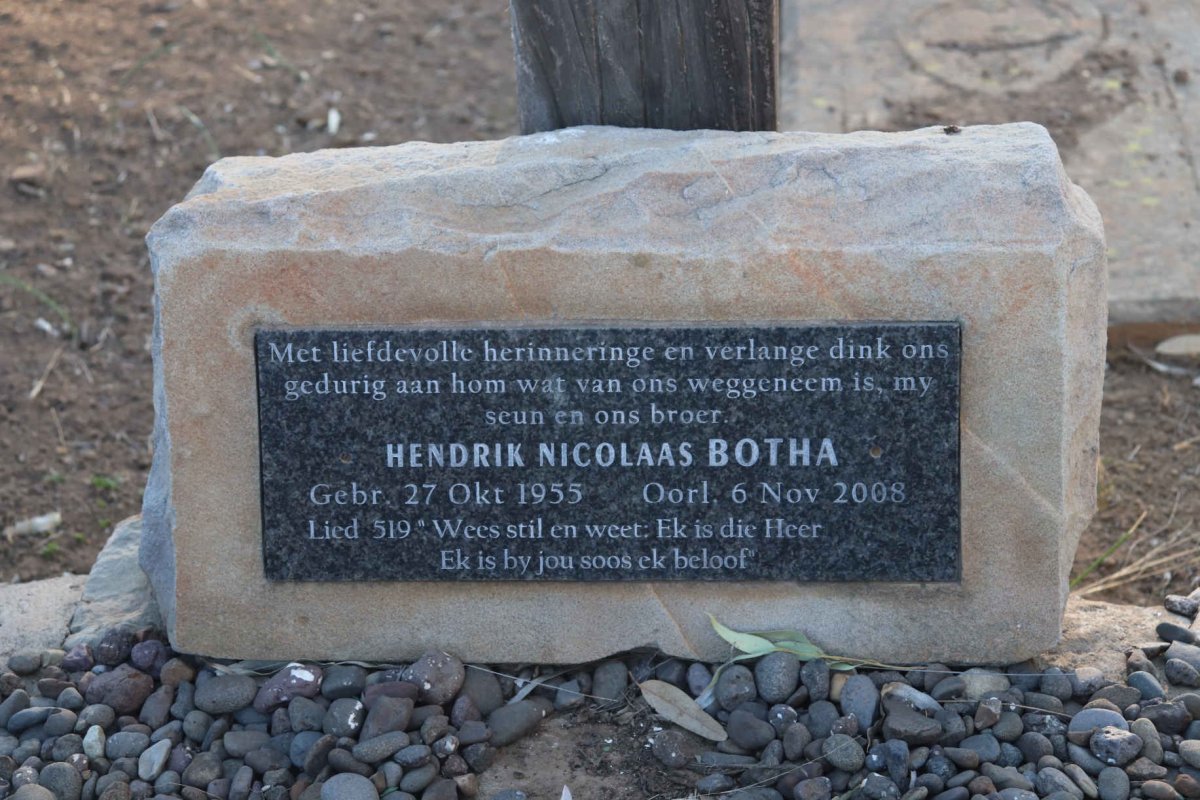 Met liefdevolle herinneringe en verlange dink ons
gedurig aan hom wat van ons weggeneem is, my
seun en ons broer.
HENDRIK NICOLAAS BOTHA
Gebr. 27 Okt 1955 Oorl. 6 Nov 2008
Lied 519 " Wees stil en weet: Ek is die Heer
Ek is by jou soos ek beloof"